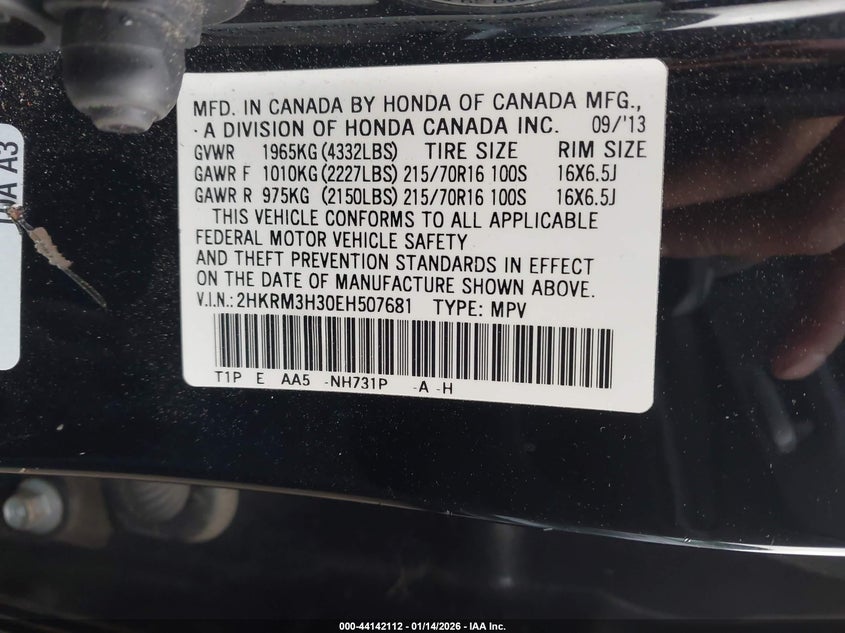 MFD. IN CANADA BY HONDA OF CANADA MFG.,
A DIVISION OF HONDA CANADA INC. 09/'13
GVWR 1965KG (4332LBS) TIRE SIZE RIM SIZE
GAWR F 1010KG (2227LBS) 215/70R16 100S 16X6.5J
GAWR R 975KG (2150LBS) 215/70R16 100S 16X6.5J
THIS VEHICLE CONFORMS TO ALL APPLICABLE
FEDERAL MOTOR VEHICLE SAFETY
AND THEFT PREVENTION STANDARDS IN EFFECT
ON THE DATE OF MANUFACTURE SHOWN ABOVE.
V.I.N.:2HKRM3H30EH507681 TYPE: MPV
T1P E AA5 -NH731P -A -H
A3
000-44142112 - 01/14/2026 - IAA Inc.